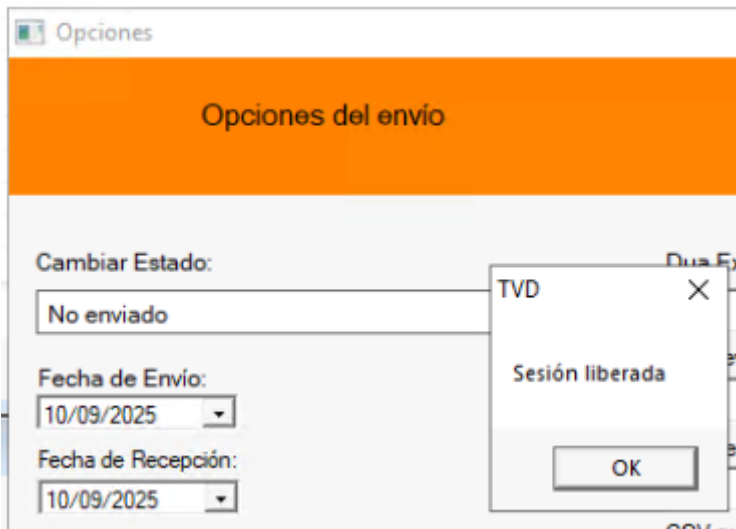 Opciones
Opciones del envío
Cambiar Estado:
No enviado
Fecha de Envío:
10/09/2025
Fecha de Recepción:
10/09/2025
Dua
TVD
Sesión liberada
OK